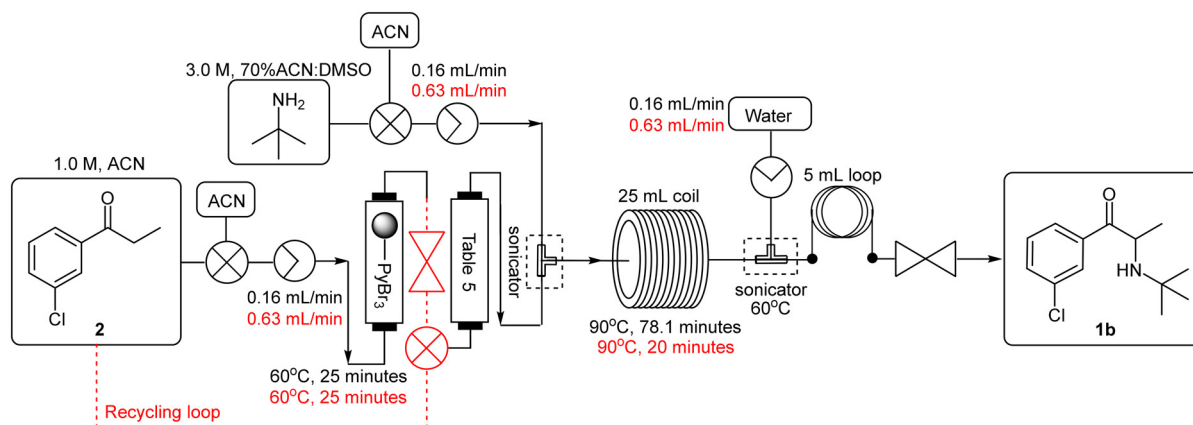 ACN
3.0 M, 70%ACN:DMSO
NH2
0.16 mL/min
0.63 mL/min
1.0 M, ACN
O
Cl
2
ACN
0.16 mL/min
0.63 mL/min
PyBr3
60°C, 25 minutes
60°C, 25 minutes
Recycling loop
Table 5
sonicator
25 mL coil
90°C, 78.1 minutes
90°C, 20 minutes
0.16 mL/min
0.63 mL/min
Water
sonicator
60°C
5 mL loop
O
HN
Cl
1b